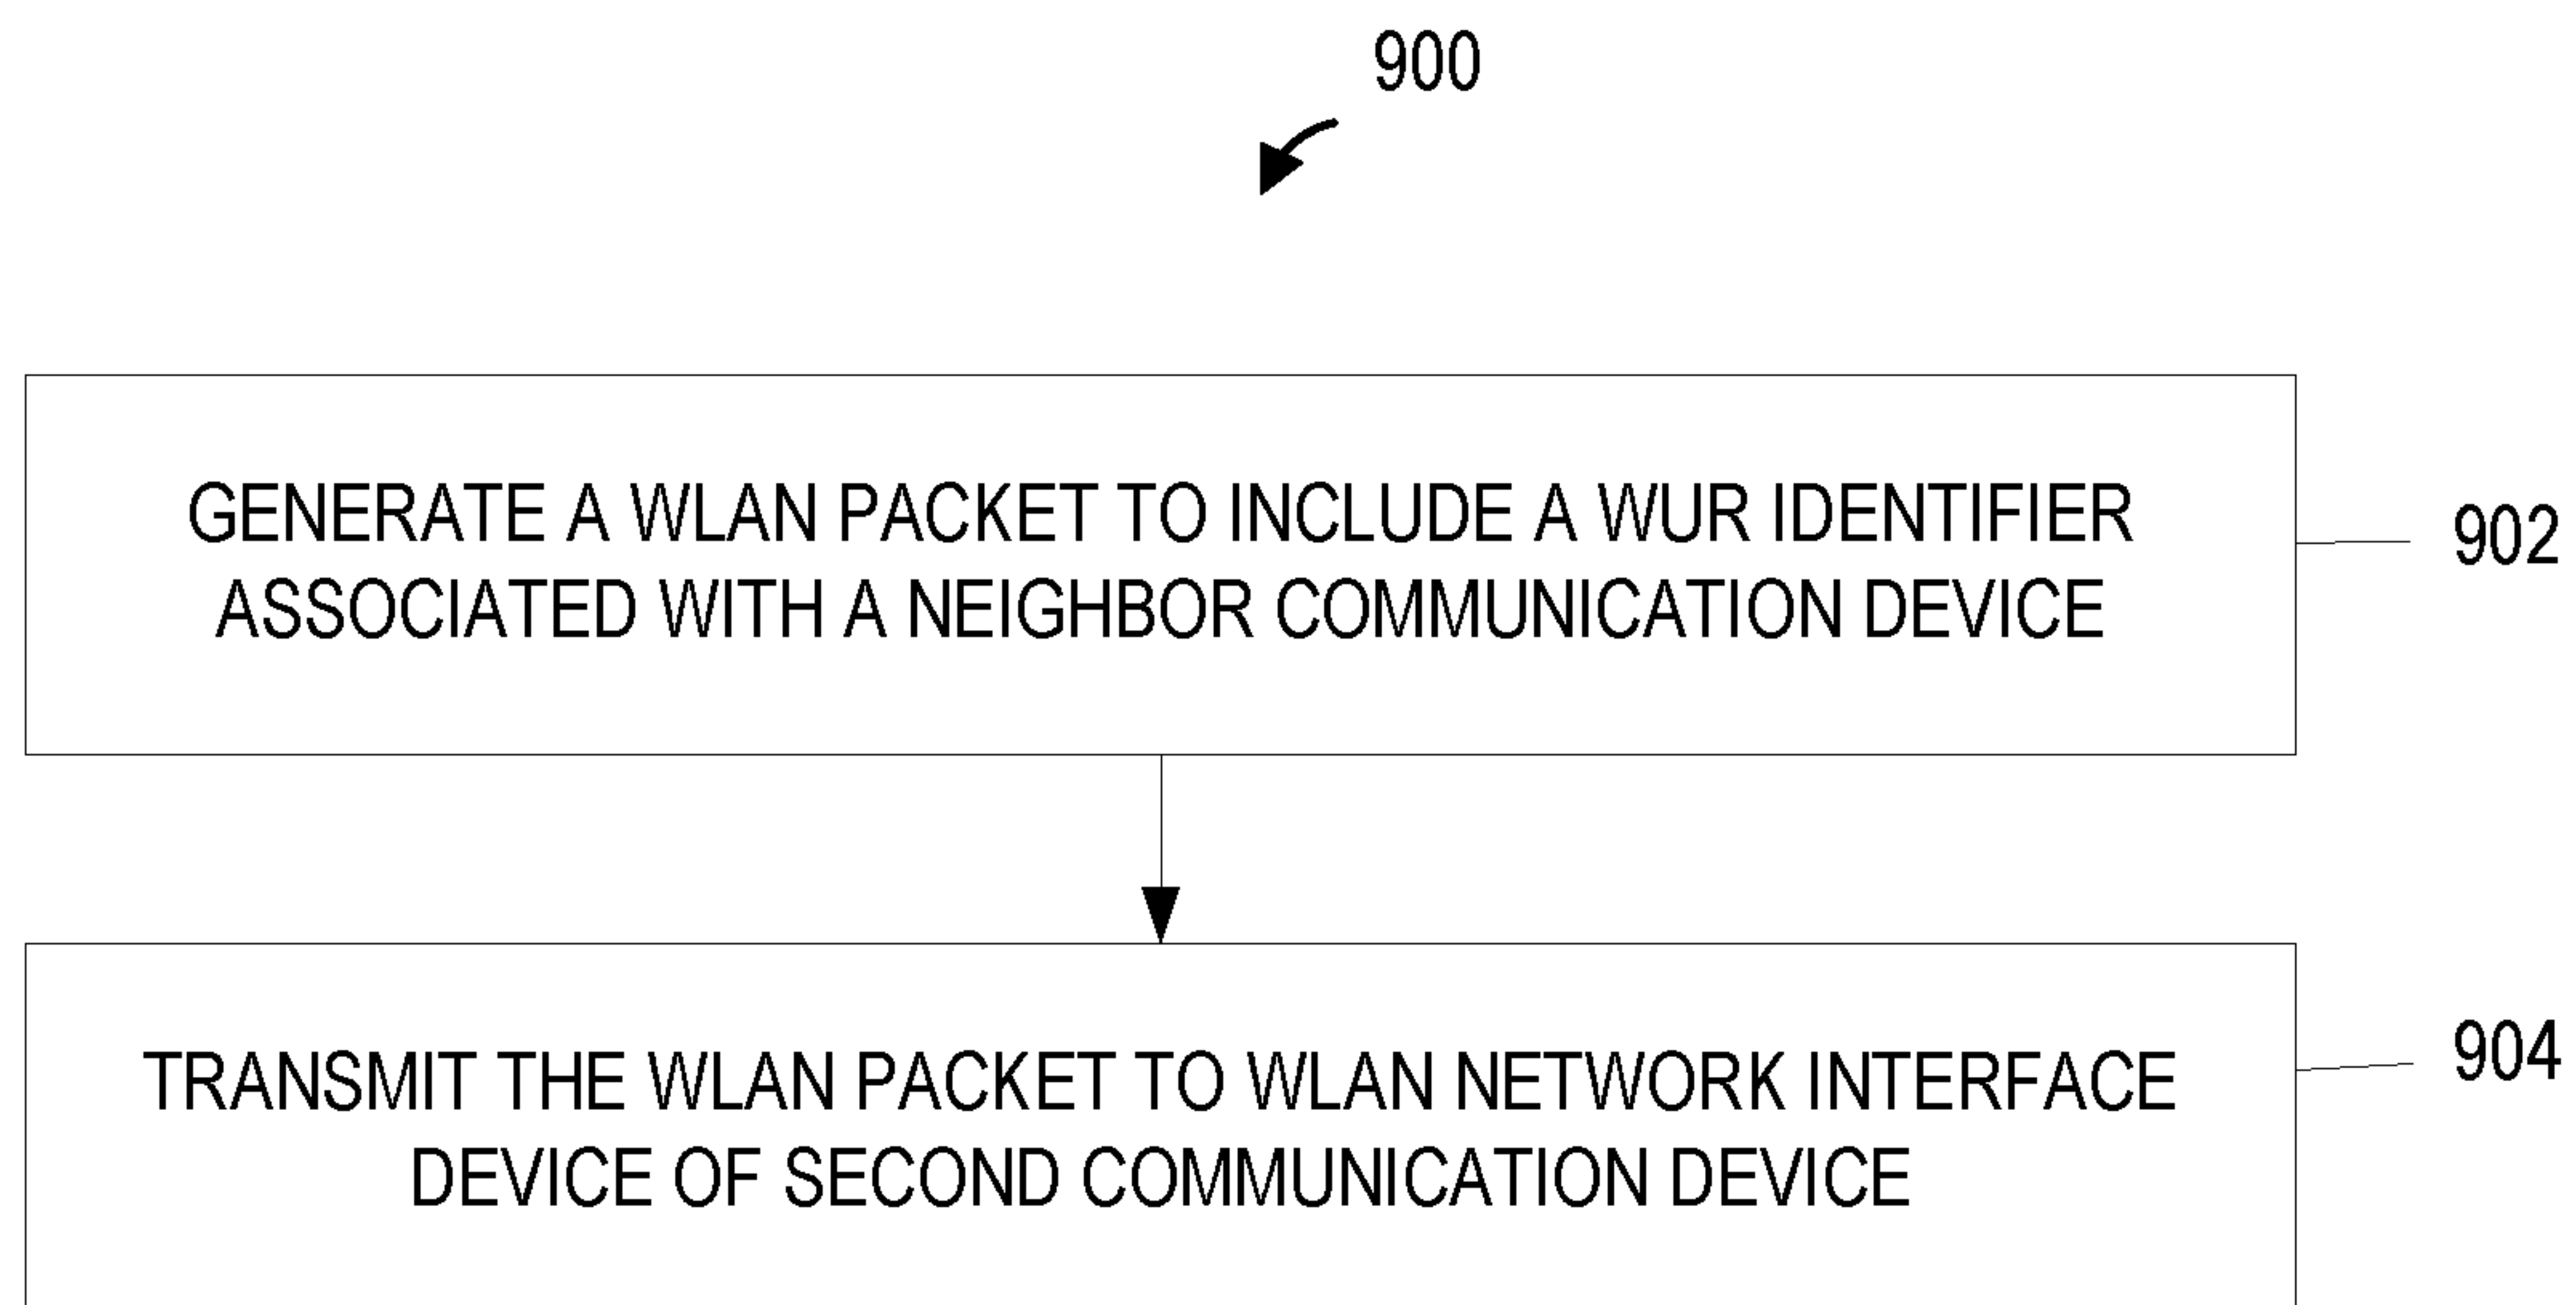 900
GENERATE A WLAN PACKET TO INCLUDE A WUR IDENTIFIER
ASSOCIATED WITH A NEIGHBOR COMMUNICATION DEVICE
902
TRANSMIT THE WLAN PACKET TO WLAN NETWORK INTERFACE
DEVICE OF SECOND COMMUNICATION DEVICE
904